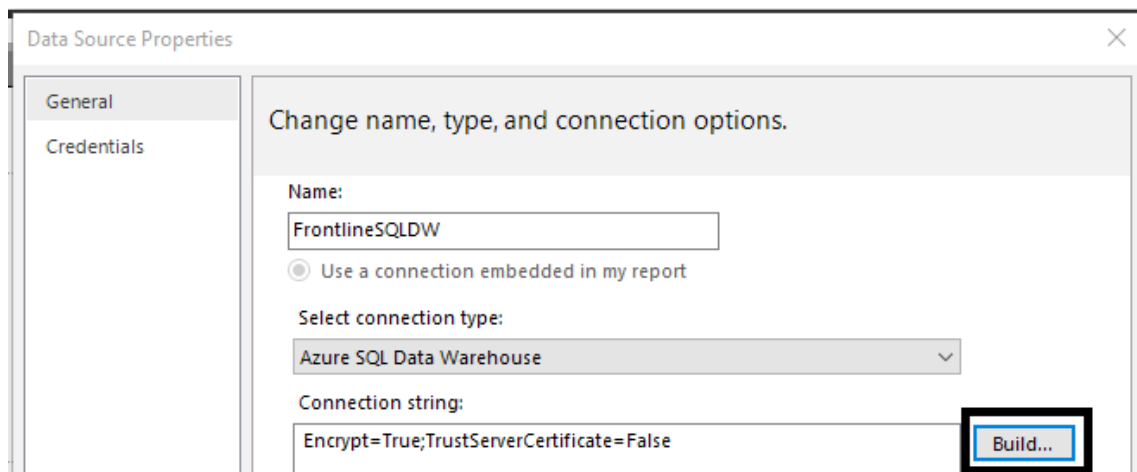 Data Source Properties
General
Credentials
Change name, type, and connection options.
Name:
FrontlineSQLDW
Use a connection embedded in my report
Select connection type:
Azure SQL Data Warehouse
Connection string:
Encrypt=True;TrustServerCertificate=False
Build...